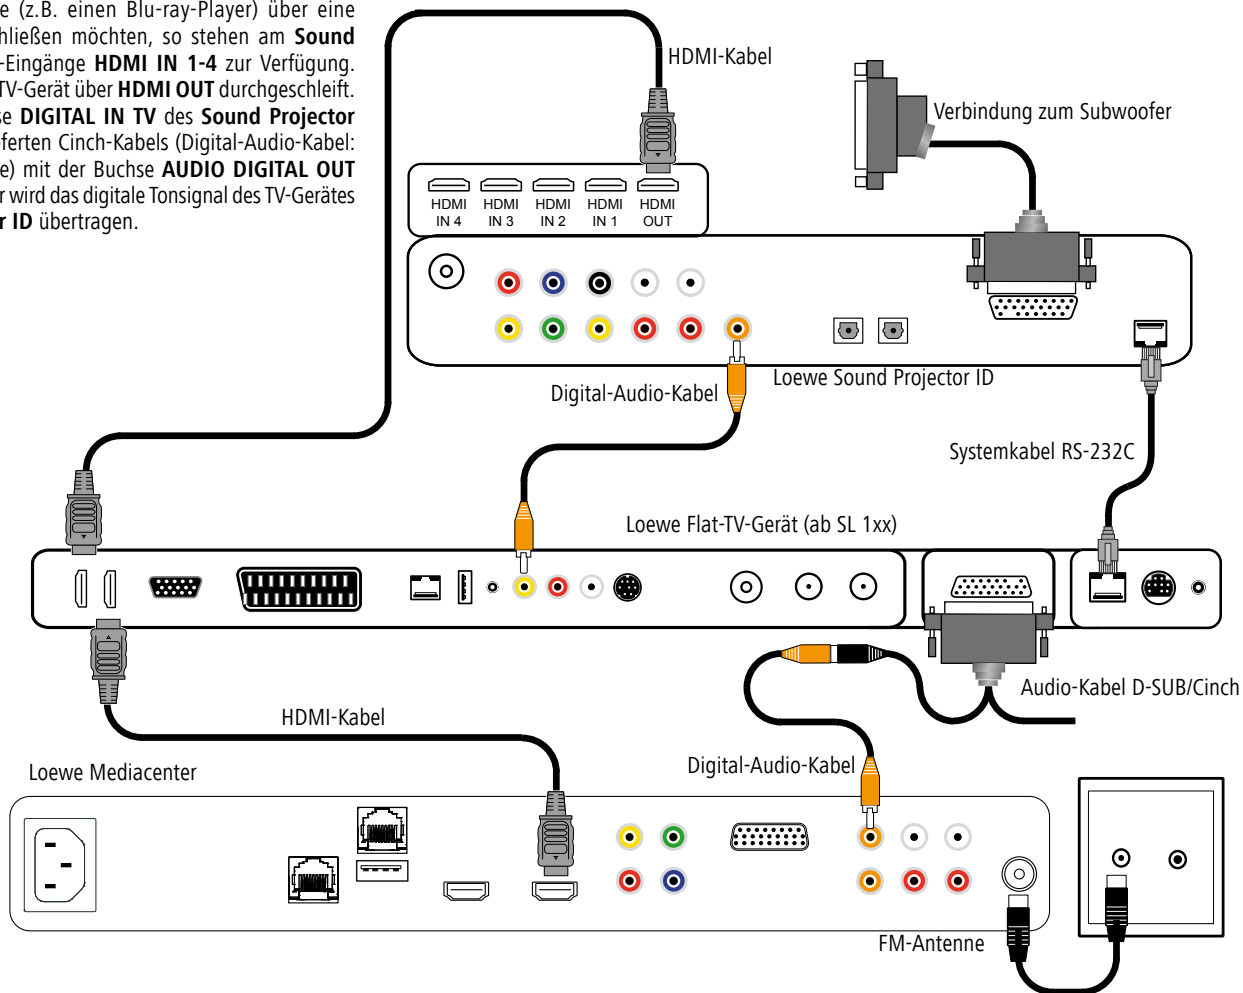 e (z.B. einen Blu-ray-Player) über eine
hließen möchten, so stehen am Sound
-Eingänge HDMI IN 1-4 zur Verfügung.
TV-Gerät über HDMI OUT durchgeschleift.
se DIGITAL IN TV des Sound Projector
eferten Cinch-Kabels (Digital-Audio-Kabel:
e) mit der Buchse AUDIO DIGITAL OUT
r wird das digitale Tonsignal des TV-Gerätes
r ID übertragen.
HDMI-Kabel
Verbindung zum Subwoofer
HDMI IN 4
HDMI IN 3
HDMI IN 2
HDMI IN 1
HDMI OUT
Digital-Audio-Kabel
Loewe Sound Projector ID
Systemkabel RS-232C
Loewe Flat-TV-Gerät (ab SL 1xx)
Audio-Kabel D-SUB/Cinch
HDMI-Kabel
Digital-Audio-Kabel
Loewe Mediacenter
FM-Antenne